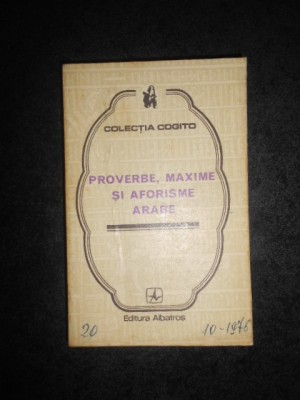 COLECȚIA COGITO
PROVERBE, MAXIME
ȘI AFORISME
ARABE
Editura Albatros
20
10-1976